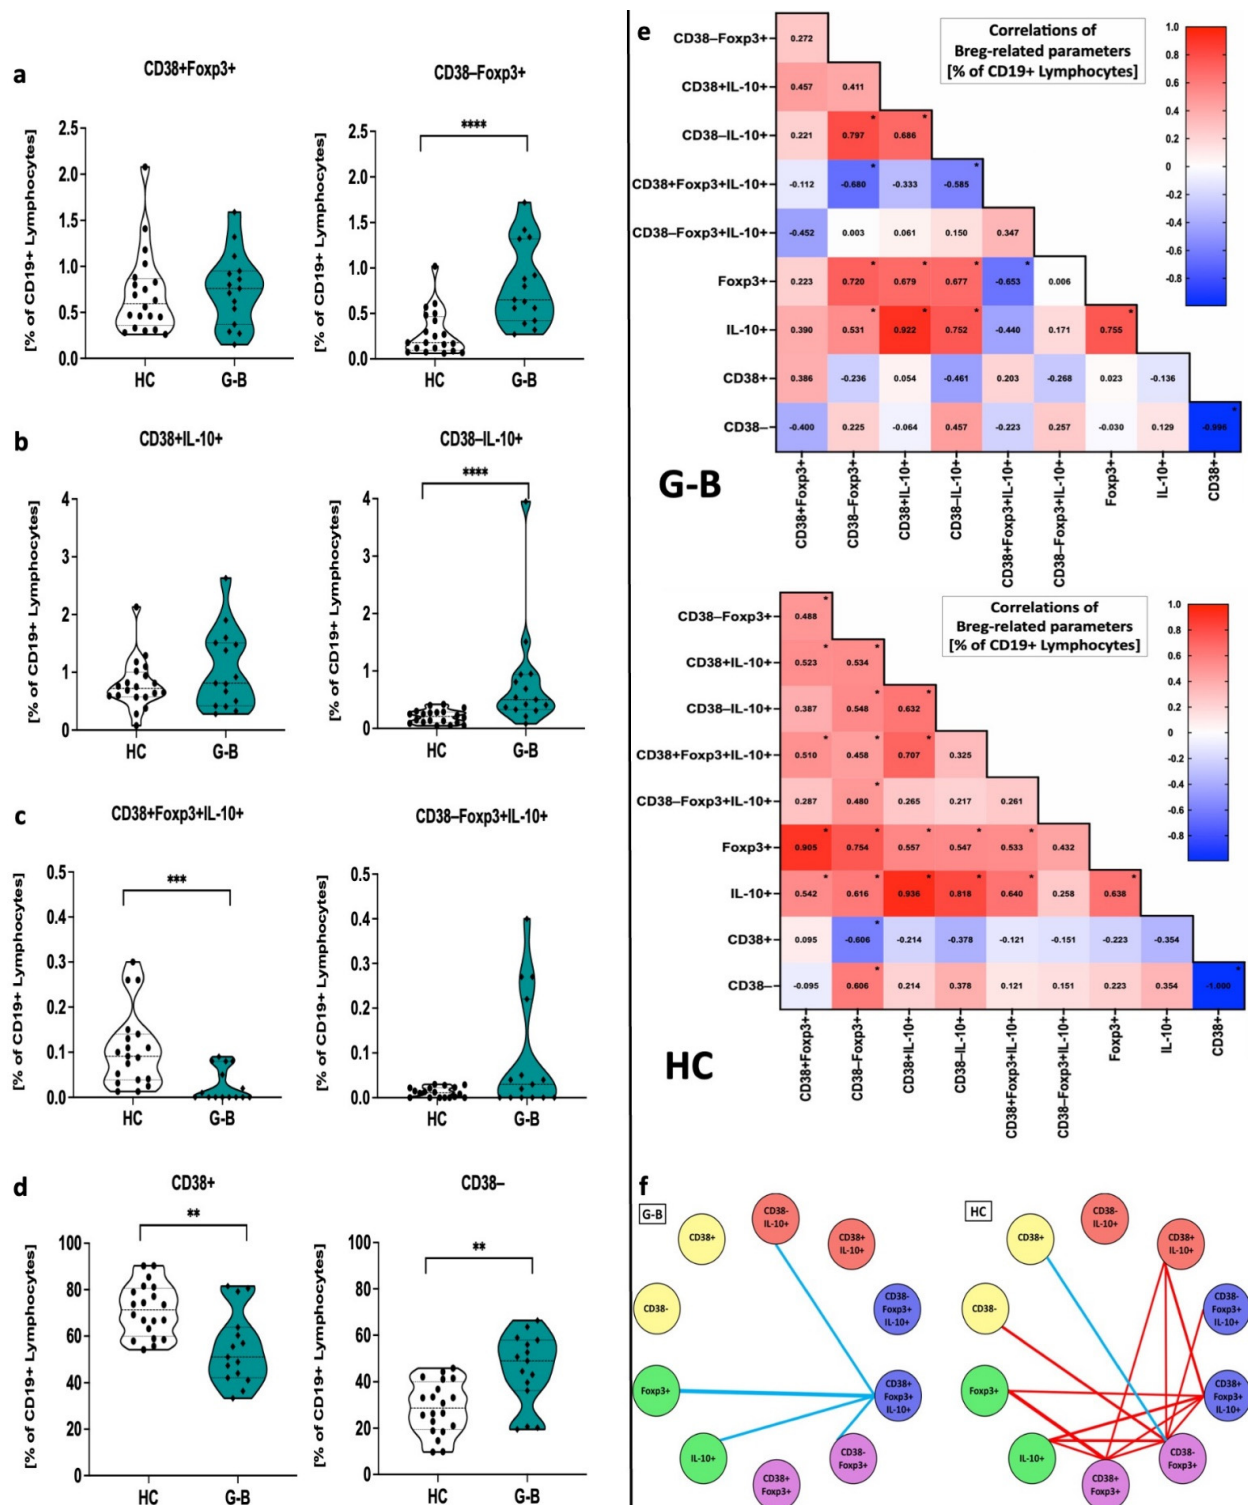 a
CD38+Foxp3+
CD38–Foxp3+
[% of CD19+ Lymphocytes]
2.5
2.0
1.5
1.0
0.5
0.0
HC
G-B
[% of CD19+ Lymphocytes]
2.5
2.0
1.5
1.0
0.5
0.0
****
HC
G-B
b
CD38+IL-10+
CD38–IL-10+
[% of CD19+ Lymphocytes]
4
3
2
1
0
HC
G-B
[% of CD19+ Lymphocytes]
4
3
2
1
0
****
HC
G-B
c
CD38+Foxp3+IL-10+
CD38–Foxp3+IL-10+
[% of CD19+ Lymphocytes]
0.5
0.4
0.3
0.2
0.1
0.0
***
HC
G-B
[% of CD19+ Lymphocytes]
0.5
0.4
0.3
0.2
0.1
0.0
HC
G-B
d
CD38+
CD38–
[% of CD19+ Lymphocytes]
100
80
60
40
20
0
**
HC
G-B
[% of CD19+ Lymphocytes]
100
80
60
40
20
0
**
HC
G-B
e
Correlations of
Breg-related parameters
[% of CD19+ Lymphocytes]
1.0
0.8
0.6
0.4
0.2
0
-0.2
-0.4
-0.6
-0.8
CD38–Foxp3+ 0.272
CD38+IL-10+ 0.457 0.411
CD38–IL-10+ 0.221 0.797* 0.686*
CD38+Foxp3+IL-10+ -0.112 -0.680* -0.333 -0.585*
CD38–Foxp3+IL-10+ -0.452 0.003 0.061 0.150 0.347
Foxp3+ 0.223 0.720* 0.679* 0.677* -0.653* 0.006
IL-10+ 0.390 0.531* 0.922* 0.752* -0.440 0.171 0.755*
CD38+ 0.386 -0.236 0.054 -0.461 0.203 -0.268 0.023 -0.136
CD38– -0.400 0.225 -0.064 0.457 -0.223 0.257 -0.030 0.129 -0.996*
G-B
CD38+Foxp3+
CD38–Foxp3+
CD38+IL-10+
CD38–IL-10+
CD38+Foxp3+IL-10+
CD38–Foxp3+IL-10+
Foxp3+
IL-10+
CD38+
Correlations of
Breg-related parameters
[% of CD19+ Lymphocytes]
1.0
0.8
0.6
0.4
0.2
0
-0.2
-0.4
-0.6
-0.8
CD38–Foxp3+ 0.488*
CD38+IL-10+ 0.523* 0.534*
CD38–IL-10+ 0.387 0.548* 0.632*
CD38+Foxp3+IL-10+ 0.510* 0.458* 0.707* 0.325
CD38–Foxp3+IL-10+ 0.287 0.480* 0.265 0.217 0.261
Foxp3+ 0.905* 0.754* 0.557* 0.547* 0.533* 0.432
IL-10+ 0.542* 0.616* 0.936* 0.818* 0.640* 0.258 0.638*
CD38+ 0.095 -0.606* -0.214 -0.378 -0.121 -0.151 -0.223 -0.354
CD38– -0.095 0.606* 0.214 0.378 0.121 0.151 0.223 0.354 -1.000*
HC
CD38+Foxp3+
CD38–Foxp3+
CD38+IL-10+
CD38–IL-10+
CD38+Foxp3+IL-10+
CD38–Foxp3+IL-10+
Foxp3+
IL-10+
CD38+
f
G-B
CD38+
CD38-
IL-10+
CD38+
IL-10+
CD38-
Foxp3+
IL-10+
CD38-
Foxp3+
CD38+
Foxp3+
IL-10+
IL-10+
CD38+
Foxp3+
CD38-
Foxp3+
HC
CD38+
CD38-
IL-10+
CD38+
IL-10+
CD38-
Foxp3+
IL-10+
CD38-
Foxp3+
CD38+
Foxp3+
IL-10+
IL-10+
CD38+
Foxp3+
CD38-
Foxp3+